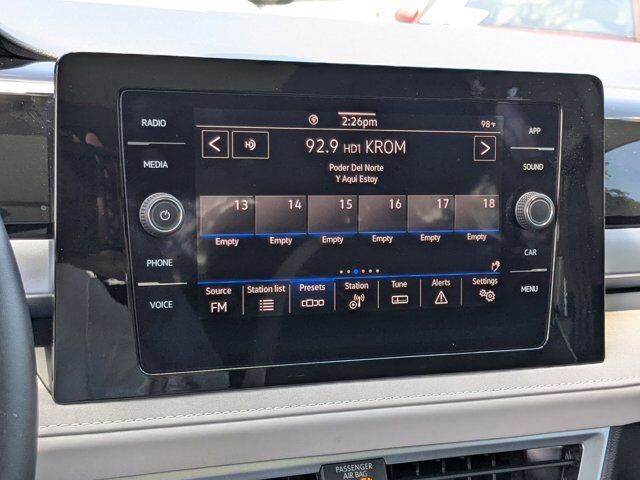 RADIO
MEDIA
PHONE
VOICE
2:26pm
98°F
<
HD
92.9 HD1 KROM
>
Poder Del Norte
Y Aqui Estoy
13 14 15 16 17 18
Empty Empty Empty Empty Empty Empty
Source Station list Presets Station Tune Alerts Settings
FM
APP
SOUND
CAR
MENU
PASSENGER
AIR BAG